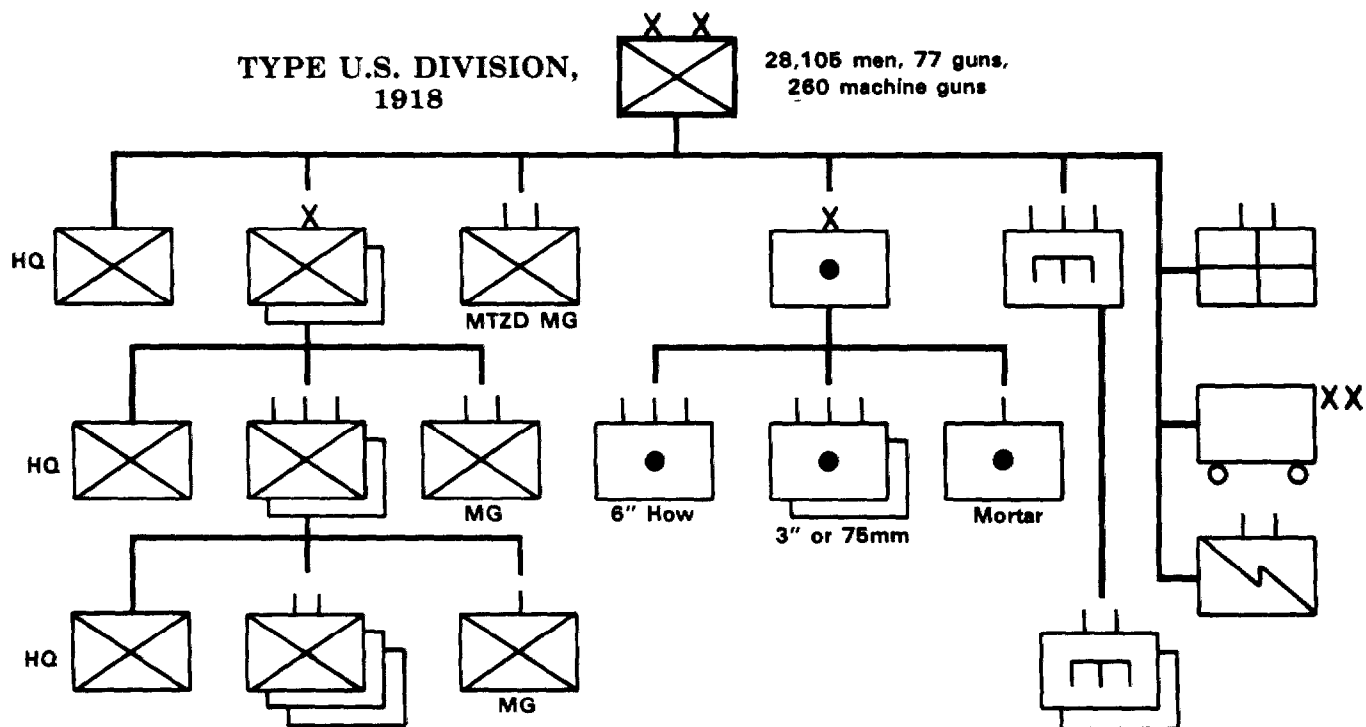 X X
TYPE U.S. DIVISION,
1918
28,105 men, 77 guns,
260 machine guns
X
X
HQ
MTZD MG
XX
HQ
MG
6" How
3" or 75mm
Mortar
HQ
MG